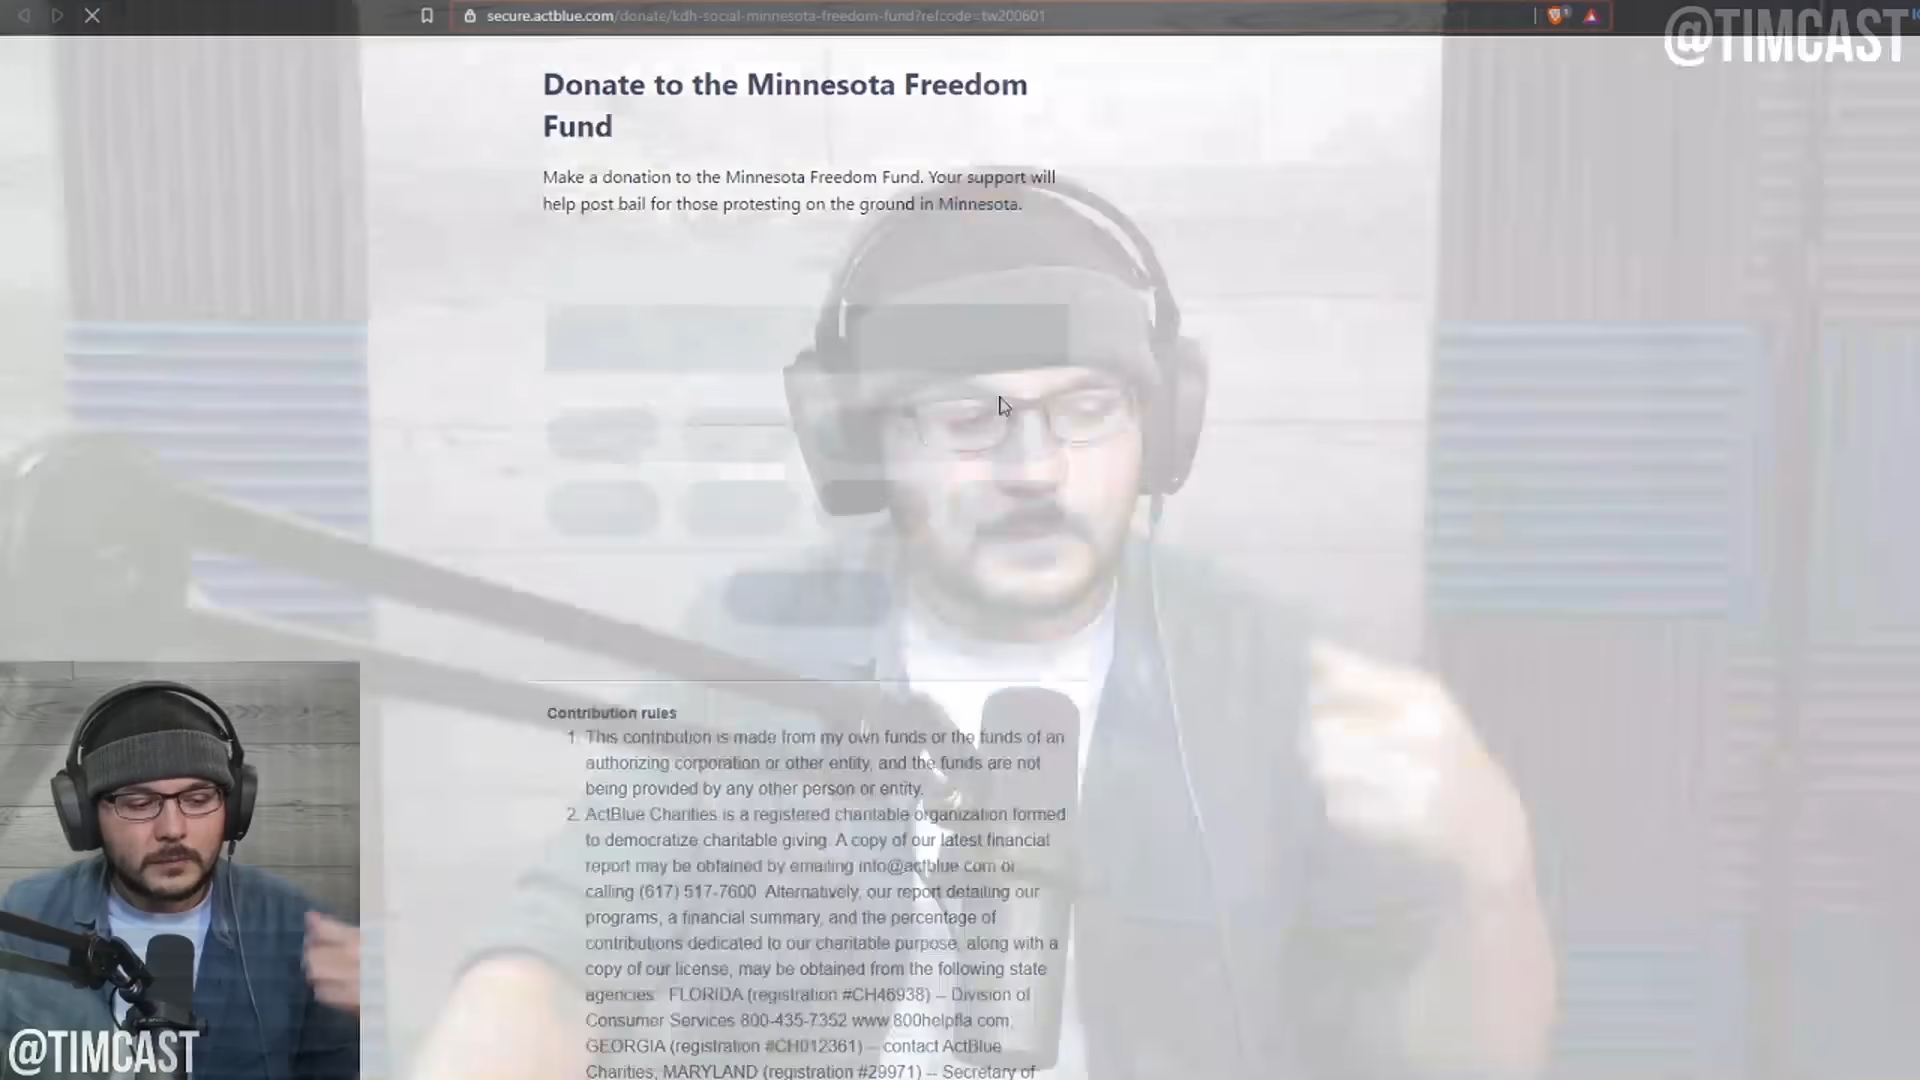 secure.actblue.com/donate/kdh-social-minnesota-freedom-fund?refcode=tw200601
@TIMCAST
Donate to the Minnesota Freedom
Fund
Make a donation to the Minnesota Freedom Fund. Your support will
help post bail for those protesting on the ground in Minnesota.
Contribution rules
1. This contribution is made from my own funds or the funds of an
authorizing corporation or other entity, and the funds are not
being provided by any other person or entity.
2. ActBlue Charities is a registered charitable organization formed
to democratize charitable giving. A copy of our latest financial
report may be obtained by emailing info@actblue.com or
calling (617) 517-7600. Alternatively, our report detailing our
programs, a financial summary, and the percentage of
contributions dedicated to our charitable purpose, along with a
copy of our license, may be obtained from the following state
agencies: FLORIDA (registration #CH46938) – Division of
Consumer Services 800-435-7352 www.800helpfla.com;
GEORGIA (registration #CH012361) – contact ActBlue
Charities; MARYLAND (registration #29971) – Secretary of
@TIMCAST